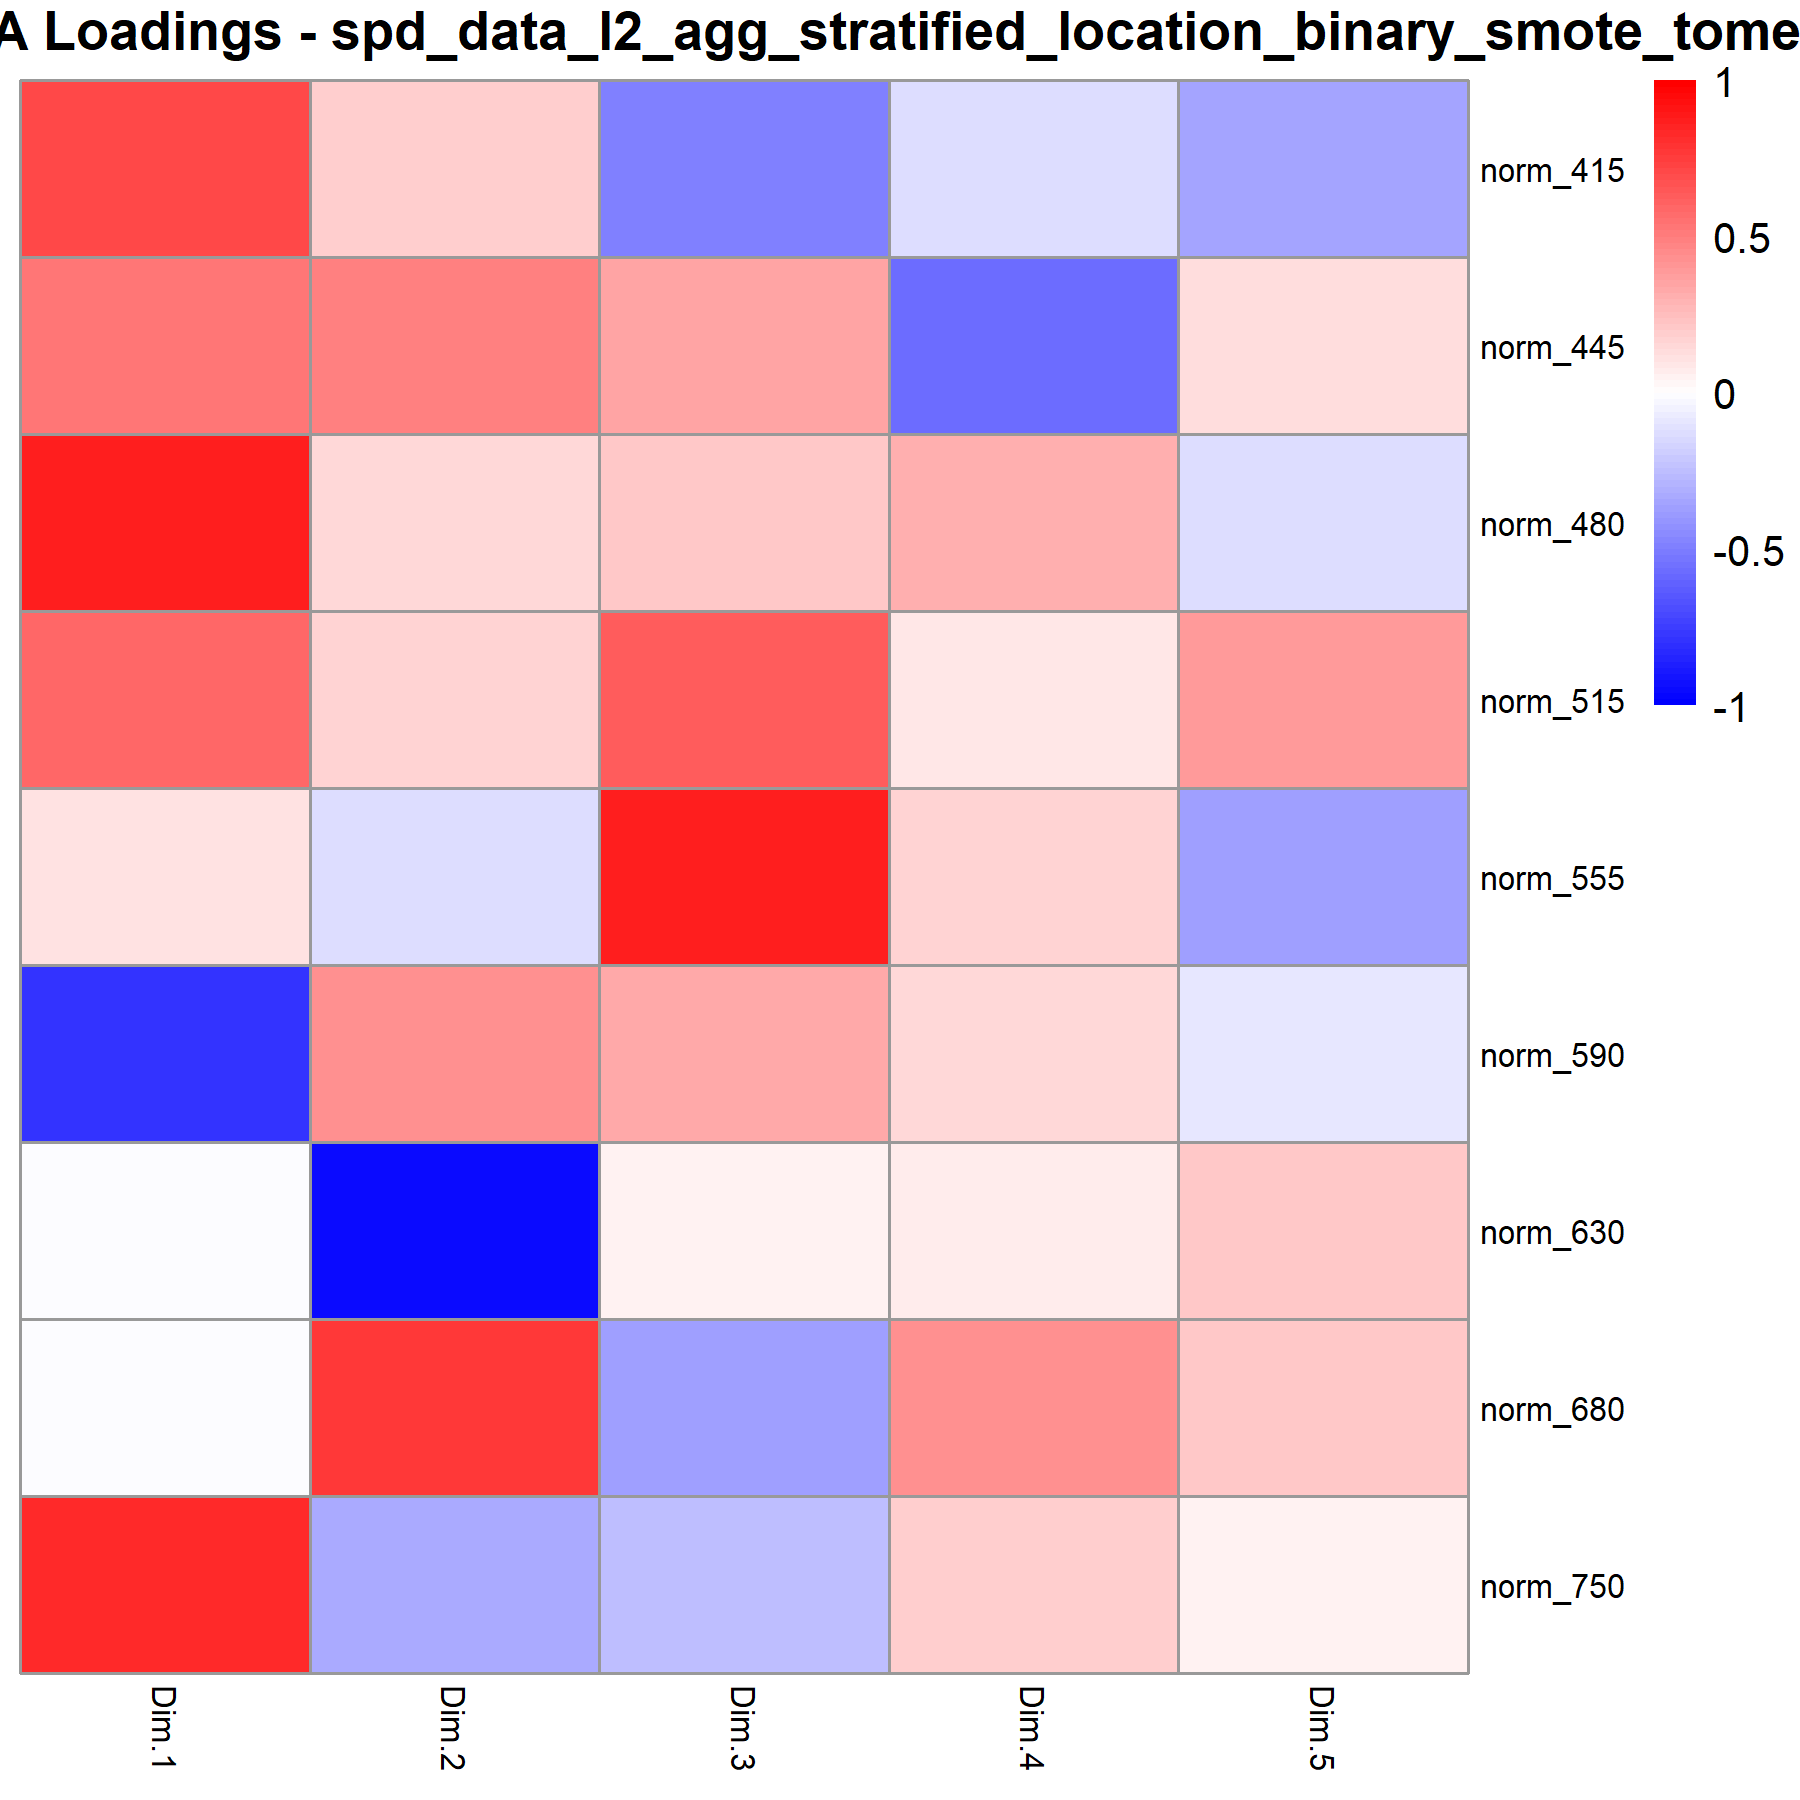 A Loadings - spd_data_l2_agg_stratified_location_binary_smote_tome
1
0.5
0
-0.5
-1
norm_415
norm_445
norm_480
norm_515
norm_555
norm_590
norm_630
norm_680
norm_750
Dim.1
Dim.2
Dim.3
Dim.4
Dim.5